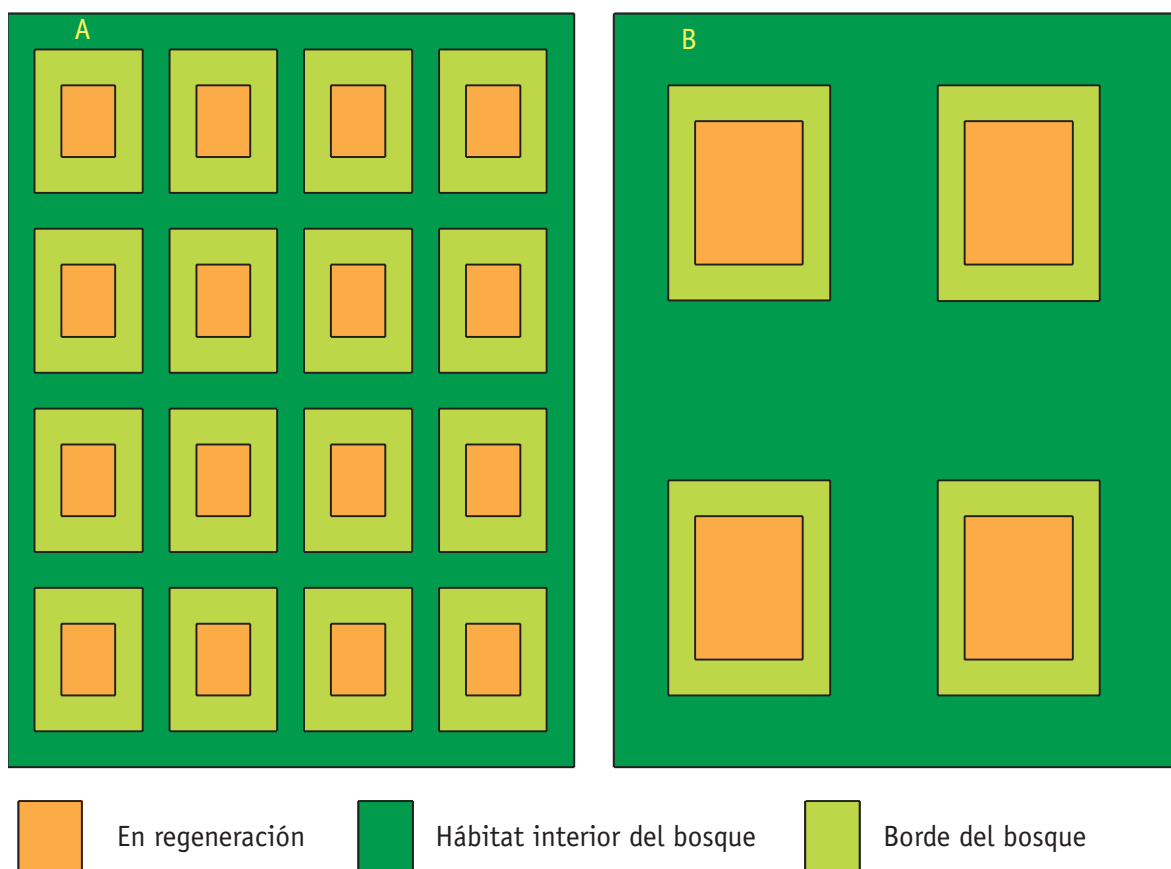 A
B
En regeneración
Hábitat interior del bosque
Borde del bosque